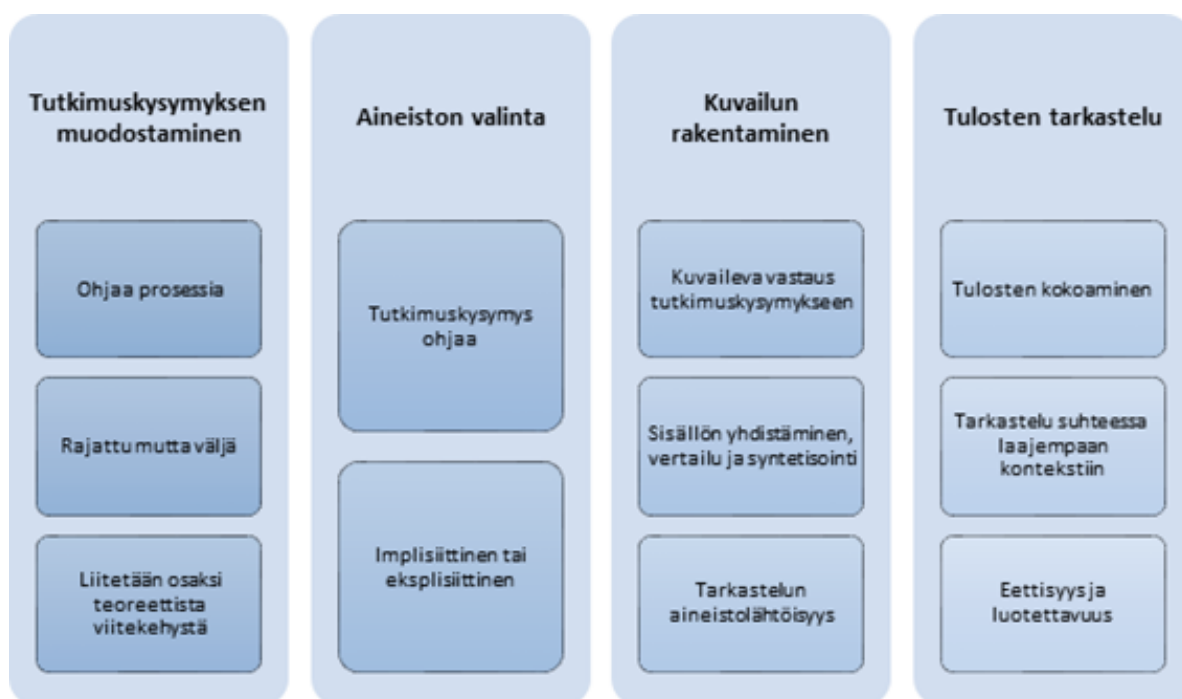 Tutkimuskysymyksen
muodostaminen
Ohjaa prosessia
Rajattu mutta väljä
Liitetään osaksi
teoreettista
viitekehystä
Aineiston valinta
Tutkimuskysymys
ohjaa
Implisiittinen tai
eksplisiittinen
Kuvailun
rakentaminen
Kuvaileva vastaus
tutkimuskysymykseen
Sisällön yhdistäminen,
vertailu ja syntetisointi
Tarkastelun
aineistolähtöisyys
Tulosten tarkastelu
Tulosten kokoaminen
Tarkastelu suhteessa
laajempaan
kontekstiin
Eettisyys ja
luotettavuus